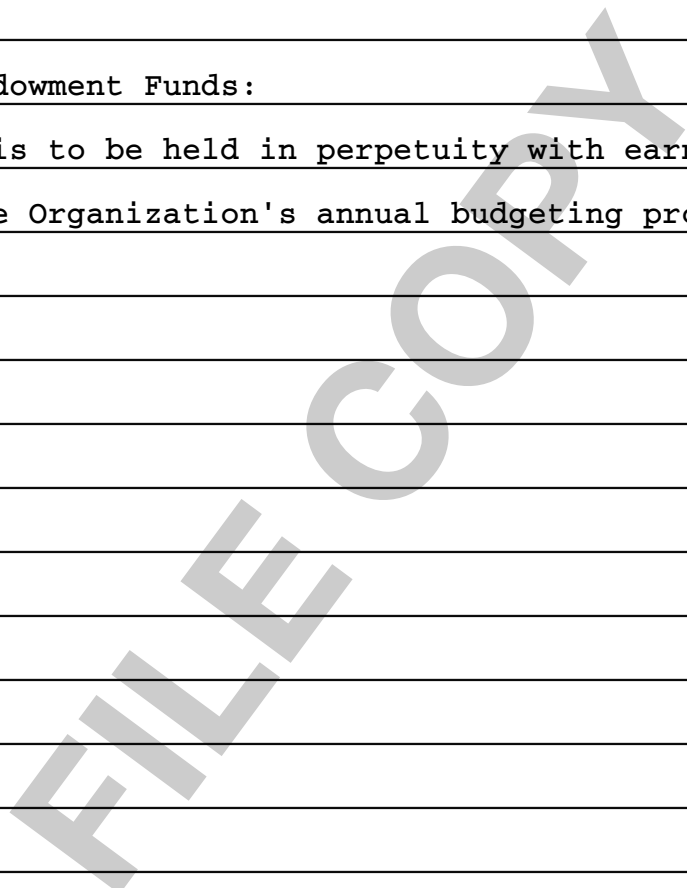 dowment Funds:
is to be held in perpetuity with earn
e Organization's annual budgeting pro
FILE COPY